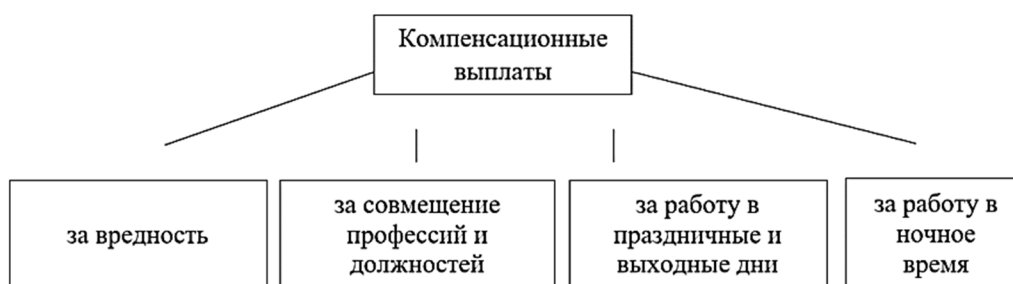 Компенсационные
выплаты
за вредность
за совмещение
профессий и
должностей
за работу в
праздничные и
выходные дни
за работу в
ночное
время